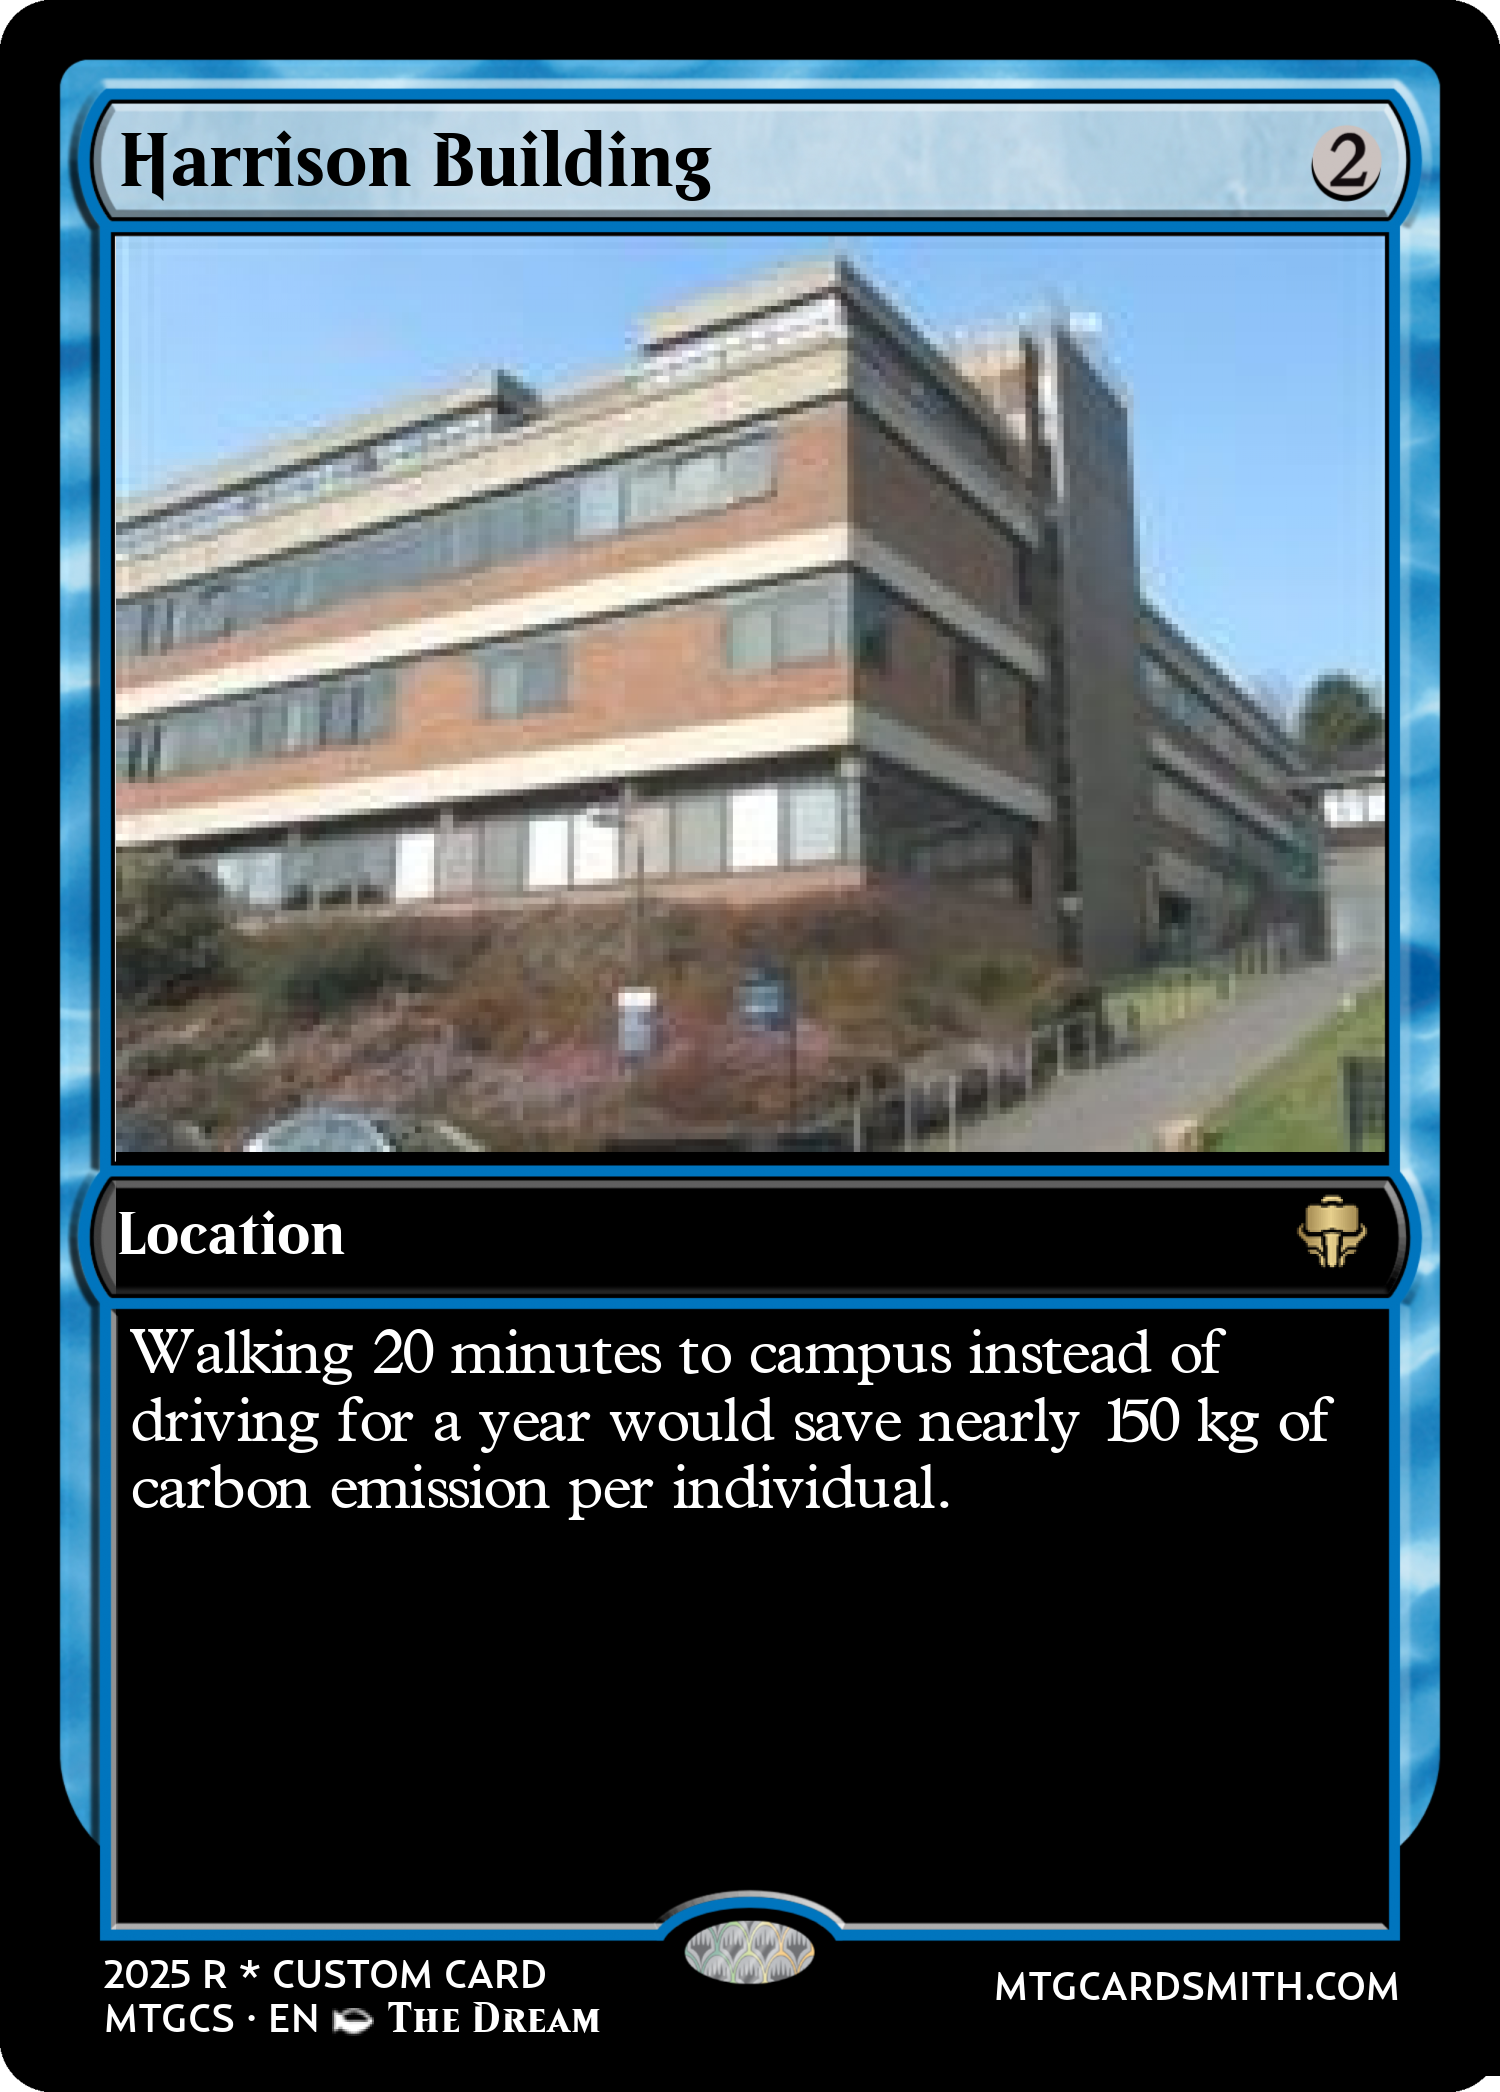 Harrison Building
2
Location
Walking 20 minutes to campus instead of
driving for a year would save nearly 150 kg of
carbon emission per individual.
2025 R * CUSTOM CARD
MTGCS · EN THE DREAM
MTGCARDSMITH.COM